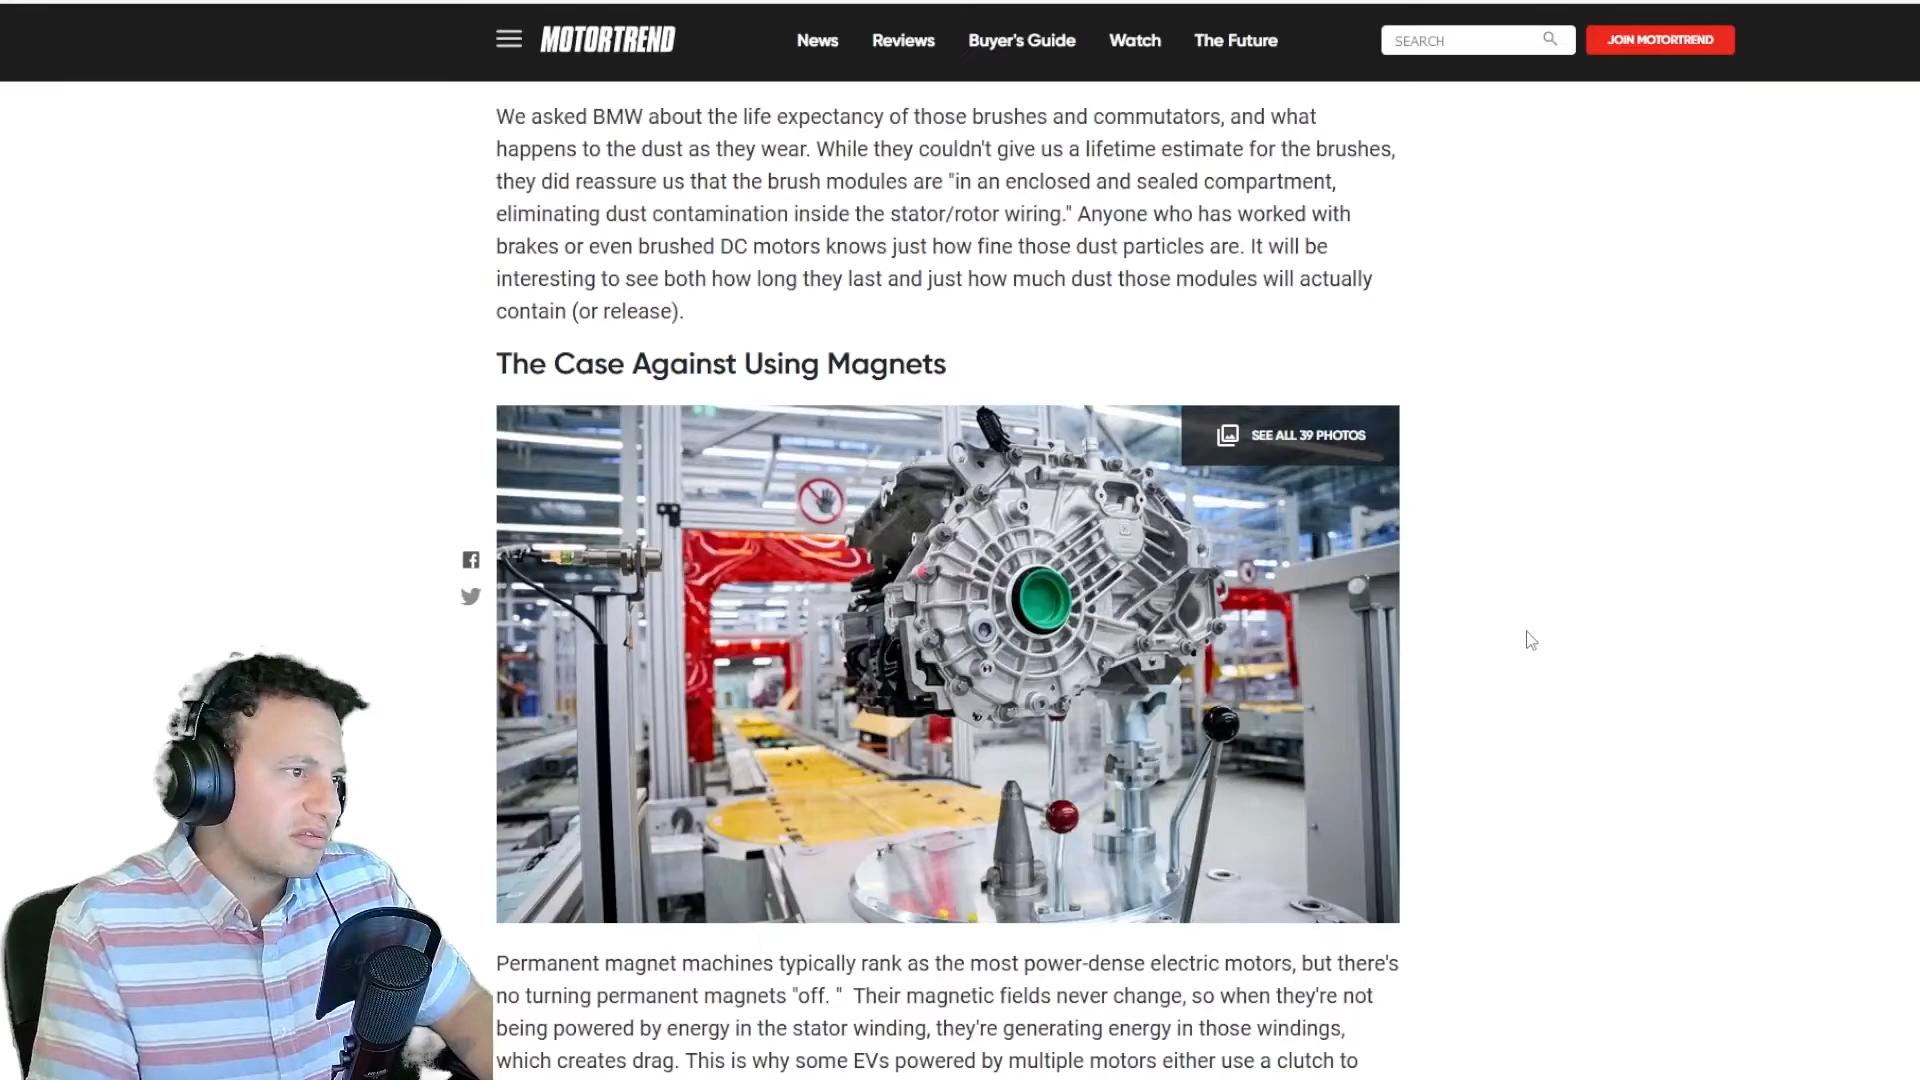 MOTORTREND
News
Reviews
Buyer's Guide
Watch
The Future
SEARCH
JOIN MOTORTREND
We asked BMW about the life expectancy of those brushes and commutators, and what
happens to the dust as they wear. While they couldn't give us a lifetime estimate for the brushes,
they did reassure us that the brush modules are "in an enclosed and sealed compartment,
eliminating dust contamination inside the stator/rotor wiring." Anyone who has worked with
brakes or even brushed DC motors knows just how fine those dust particles are. It will be
interesting to see both how long they last and just how much dust those modules will actually
contain (or release).
The Case Against Using Magnets
SEE ALL 39 PHOTOS
Permanent magnet machines typically rank as the most power-dense electric motors, but there's
no turning permanent magnets "off. "  Their magnetic fields never change, so when they're not
being powered by energy in the stator winding, they're generating energy in those windings,
which creates drag. This is why some EVs powered by multiple motors either use a clutch to